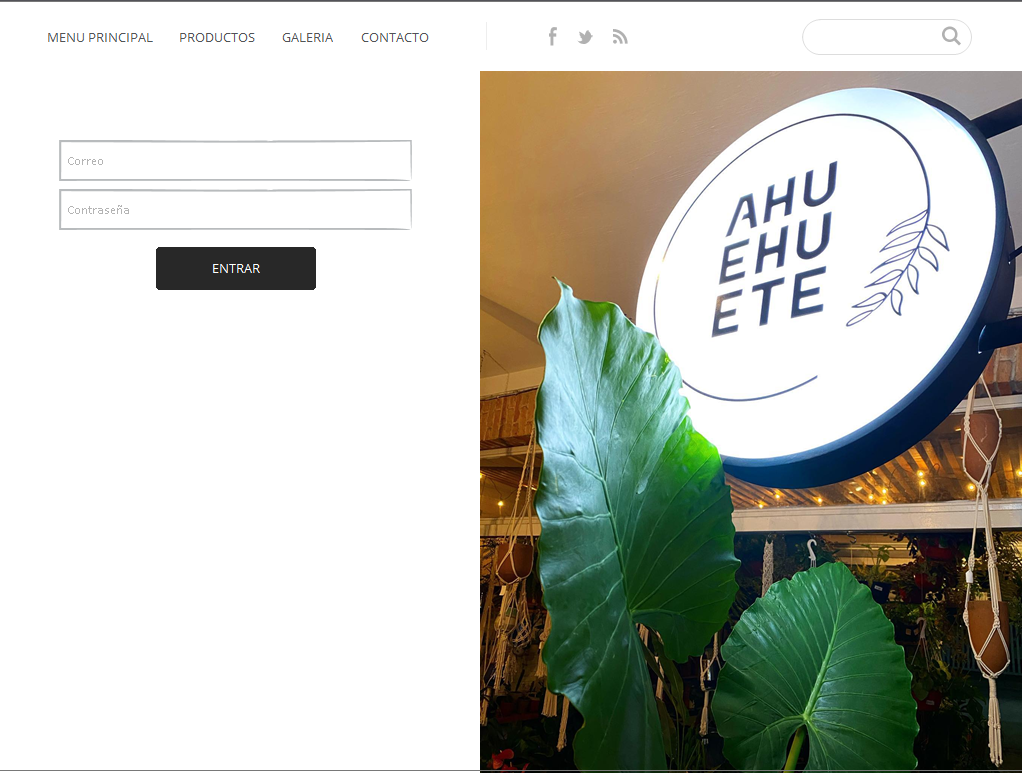 MENU PRINCIPAL PRODUCTOS GALERIA CONTACTO
Correo
Contraseña
ENTRAR
AHU
EHU
ETE